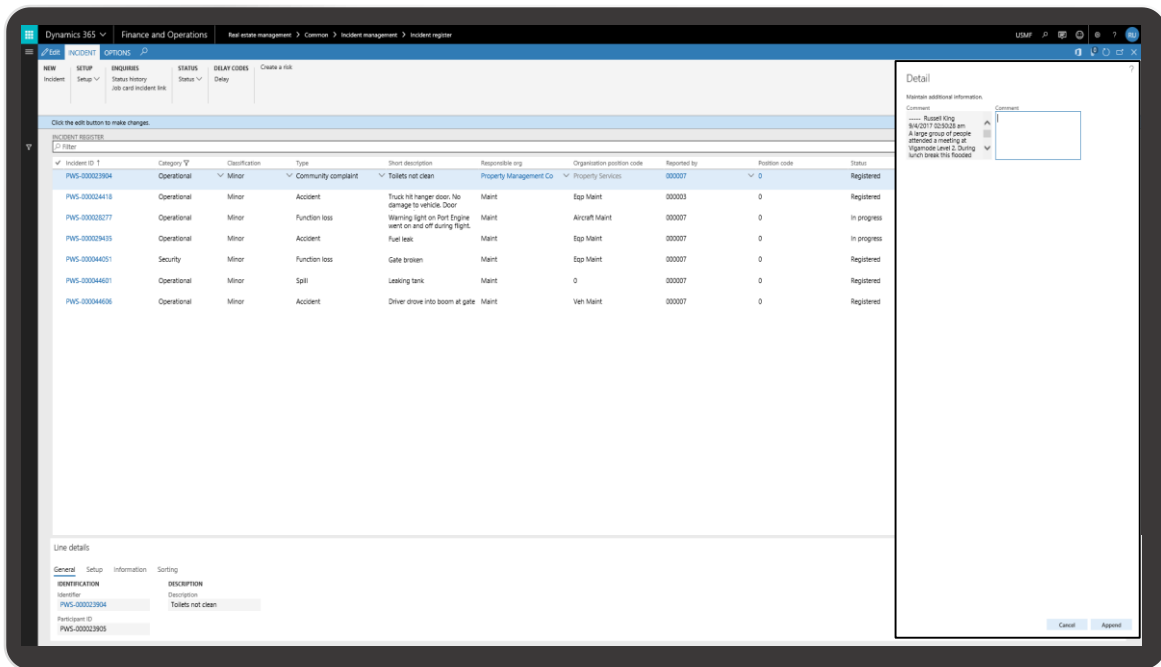 Dynamics 365 Finance and Operations Real estate management > Common > Incident management > Incident register USMF ? RU
Edit INCIDENT OPTIONS
NEW SETUP ENQUIRIES STATUS DELAY CODES Create a risk
Incident Setup Status history Status Delay
Job card incident link
Click the edit button to make changes.
INCIDENT REGISTER
Filter
Incident ID ↑ Category Classification Type Short description Responsible org Organisation position code Reported by Position code Status
PWS-000023904 Operational Minor Community complaint Toilets not clean Property Management Co Property Services 000007 0 Registered
PWS-000024418 Operational Minor Accident Truck hit hanger door. No damage to vehicle. Door Maint Eqp Maint 000003 0 Registered
PWS-000028277 Operational Minor Function loss Warning light on Port Engine went on and off during flight. Maint Aircraft Maint 000007 0 In progress
PWS-000029435 Operational Minor Accident Fuel leak Maint Eqp Maint 000007 0 In progress
PWS-000044051 Security Minor Function loss Gate broken Maint Eqp Maint 000007 0 Registered
PWS-000044601 Operational Minor Spill Leaking tank Maint 0 000007 0 Registered
PWS-000044606 Operational Minor Accident Driver drove into boom at gate Maint Veh Maint 000007 0 Registered
Line details
General Setup Information Sorting
IDENTIFICATION DESCRIPTION
Identifier Description
PWS-000023904 Toilets not clean
Participant ID
PWS-000023905
?
Detail
Maintain additional information.
Comment Comment
----- Russell King
9/4/2017 02:50:28 am
A large group of people
attended a meeting at
Vigamode Level 2. During
lunch break this flooded
Cancel Append